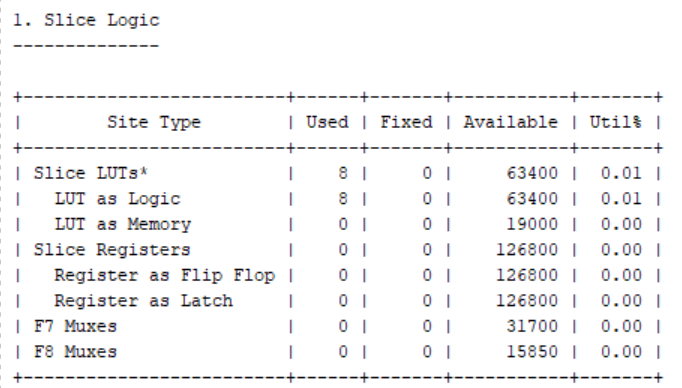 1. Slice Logic
--------------
+-------------------------+------+-------+-----------+-------+
|        Site Type        | Used | Fixed | Available | Util% |
+-------------------------+------+-------+-----------+-------+
| Slice LUTs*             |    8 |     0 |     63400 |  0.01 |
|   LUT as Logic          |    8 |     0 |     63400 |  0.01 |
|   LUT as Memory         |    0 |     0 |     19000 |  0.00 |
| Slice Registers         |    0 |     0 |    126800 |  0.00 |
|   Register as Flip Flop |    0 |     0 |    126800 |  0.00 |
|   Register as Latch     |    0 |     0 |    126800 |  0.00 |
| F7 Muxes                |    0 |     0 |     31700 |  0.00 |
| F8 Muxes                |    0 |     0 |     15850 |  0.00 |
+-------------------------+------+-------+-----------+-------+